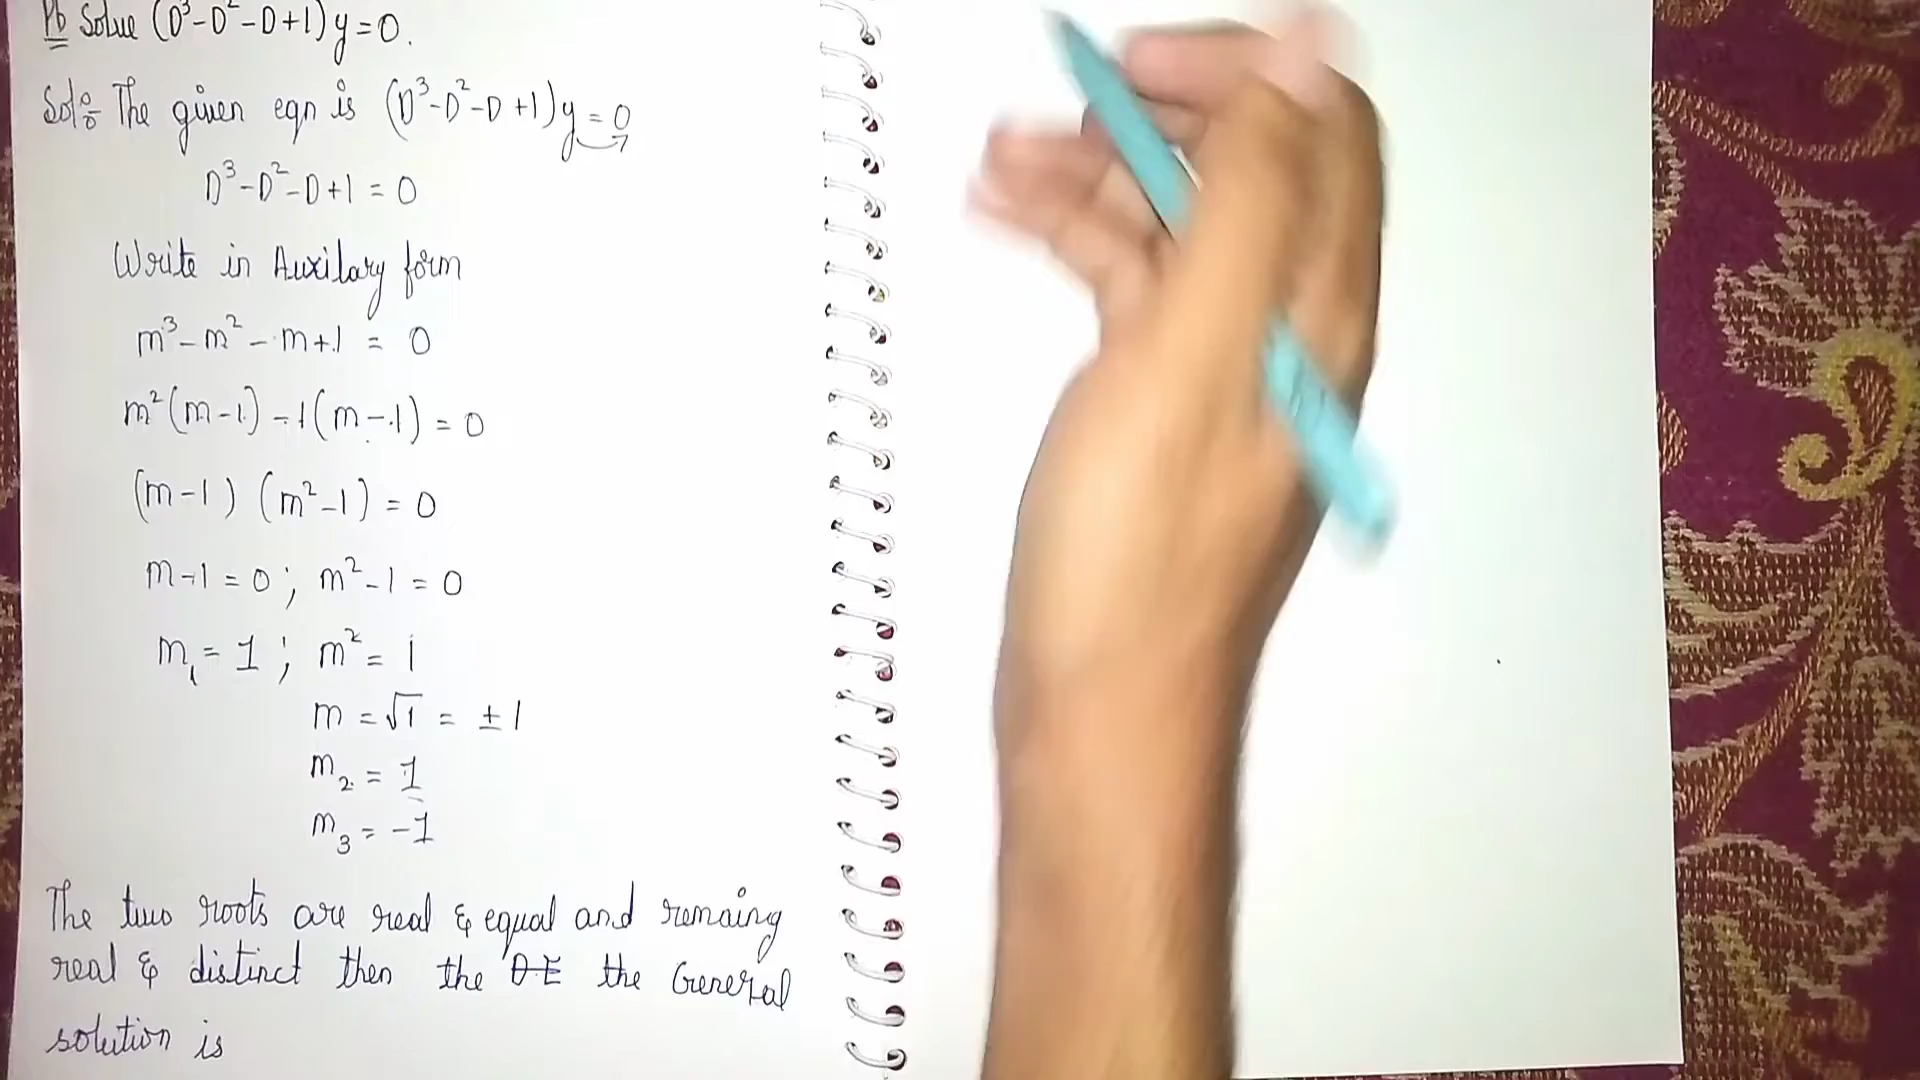 Pb Solve (D³-D²-D+1)y=0.
Sol:- The given eqn is (D³-D²-D+1)y=0
D³-D²-D+1=0
Write in Auxilary form
m³-m²-m+1=0
m²(m-1)-1(m-1)=0
(m-1)(m²-1)=0
m-1=0; m²-1=0
m₁=1; m²=1
m=√1=±1
m₂=1
m₃=-1
The two roots are real & equal and remaing
real & distinct then the D.E the General
solution is